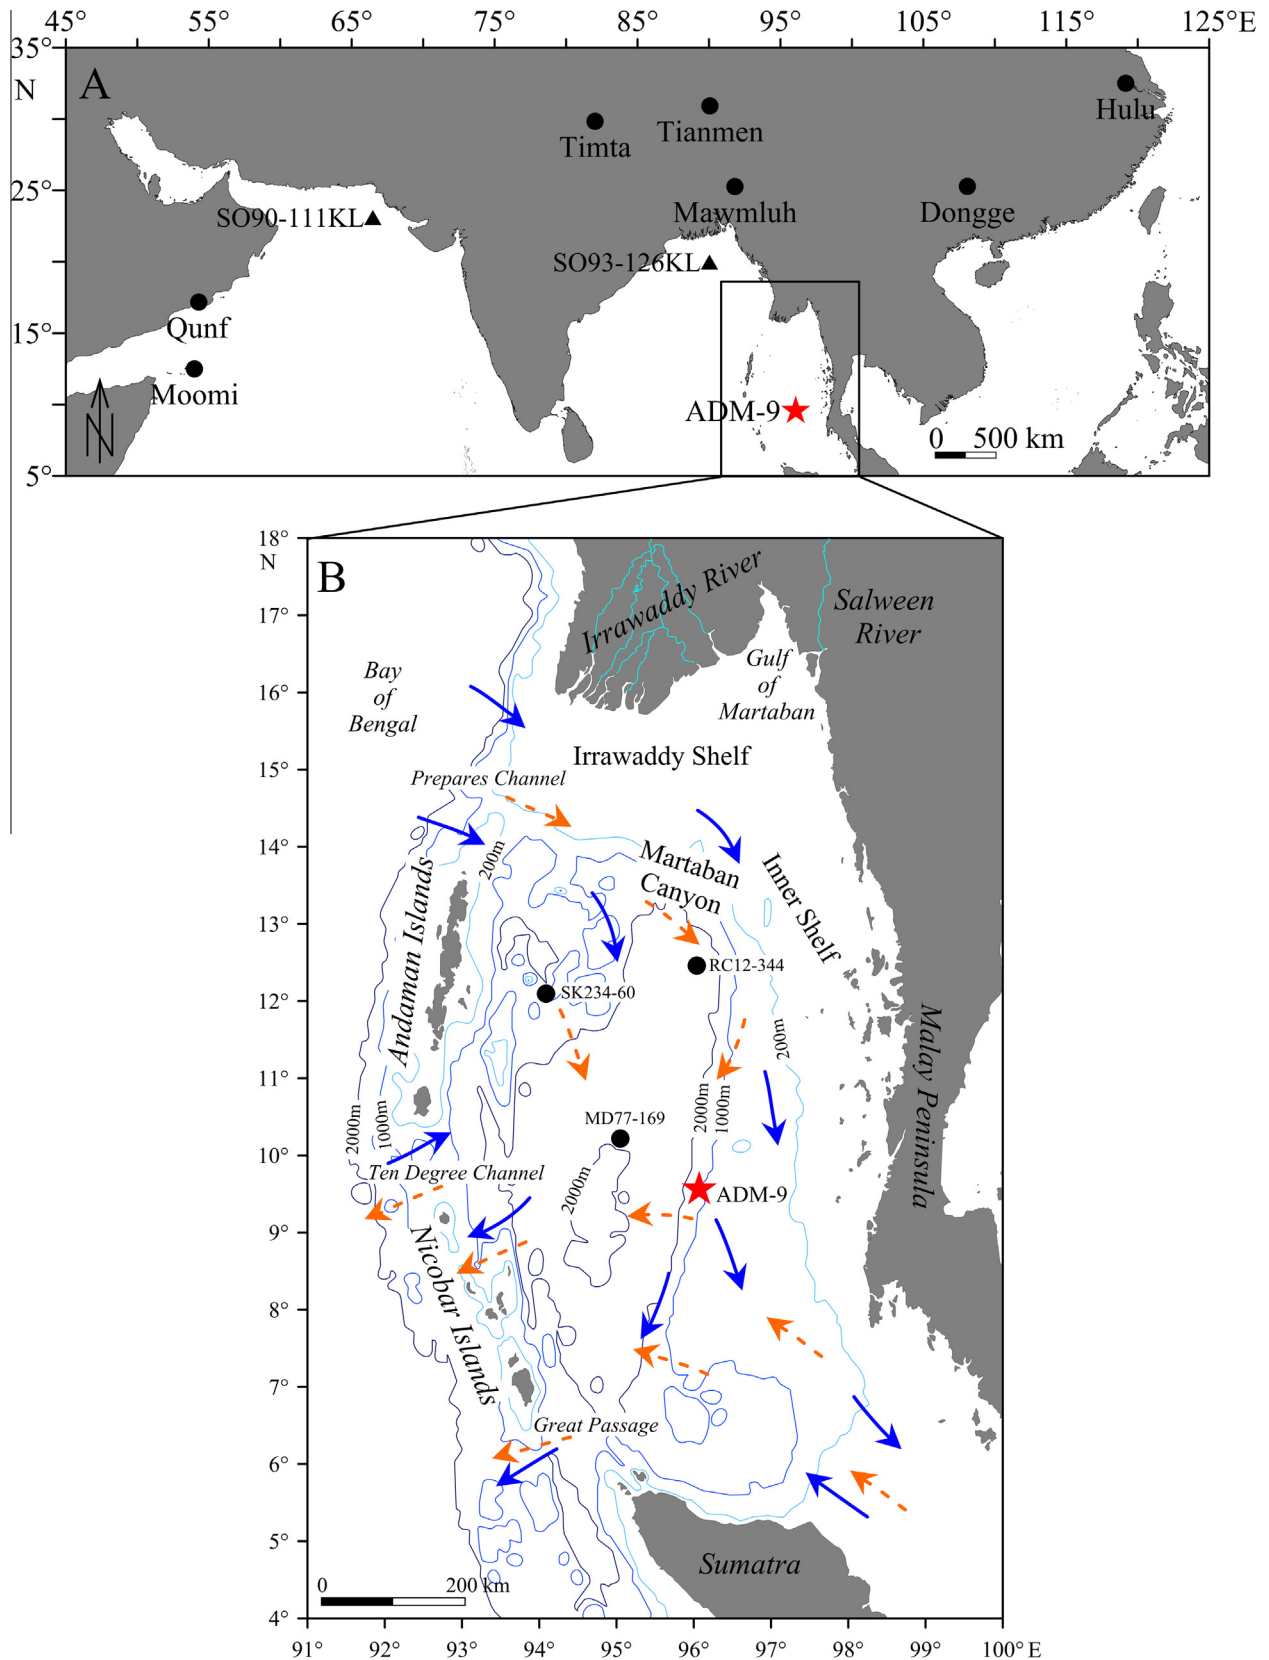 45° 55° 65° 75° 85° 95° 105° 115° 125°E
35°
N
A
25°
15°
5°
Hulu
Timta
Tianmen
Mawmluh
Dongge
SO90-111KL
SO93-126KL
Qunf
Moomi
N
ADM-9
0 500 km
18°
N
17°
16°
15°
14°
13°
12°
11°
10°
9°
8°
7°
6°
5°
4°
B
Irrawaddy River
Salween
River
Bay
of
Bengal
Gulf
of
Martaban
Irrawaddy Shelf
Prepares Channel
200m
Martaban
Canyon
Inner Shelf
Andaman Islands
RC12-344
SK234-60
200m
Malay Peninsula
2000m
1000m
MD77-169
2000m
1000m
Ten Degree Channel
2000m
ADM-9
Nicobar Islands
Great Passage
Sumatra
0 200 km
91° 92° 93° 94° 95° 96° 97° 98° 99° 100° E